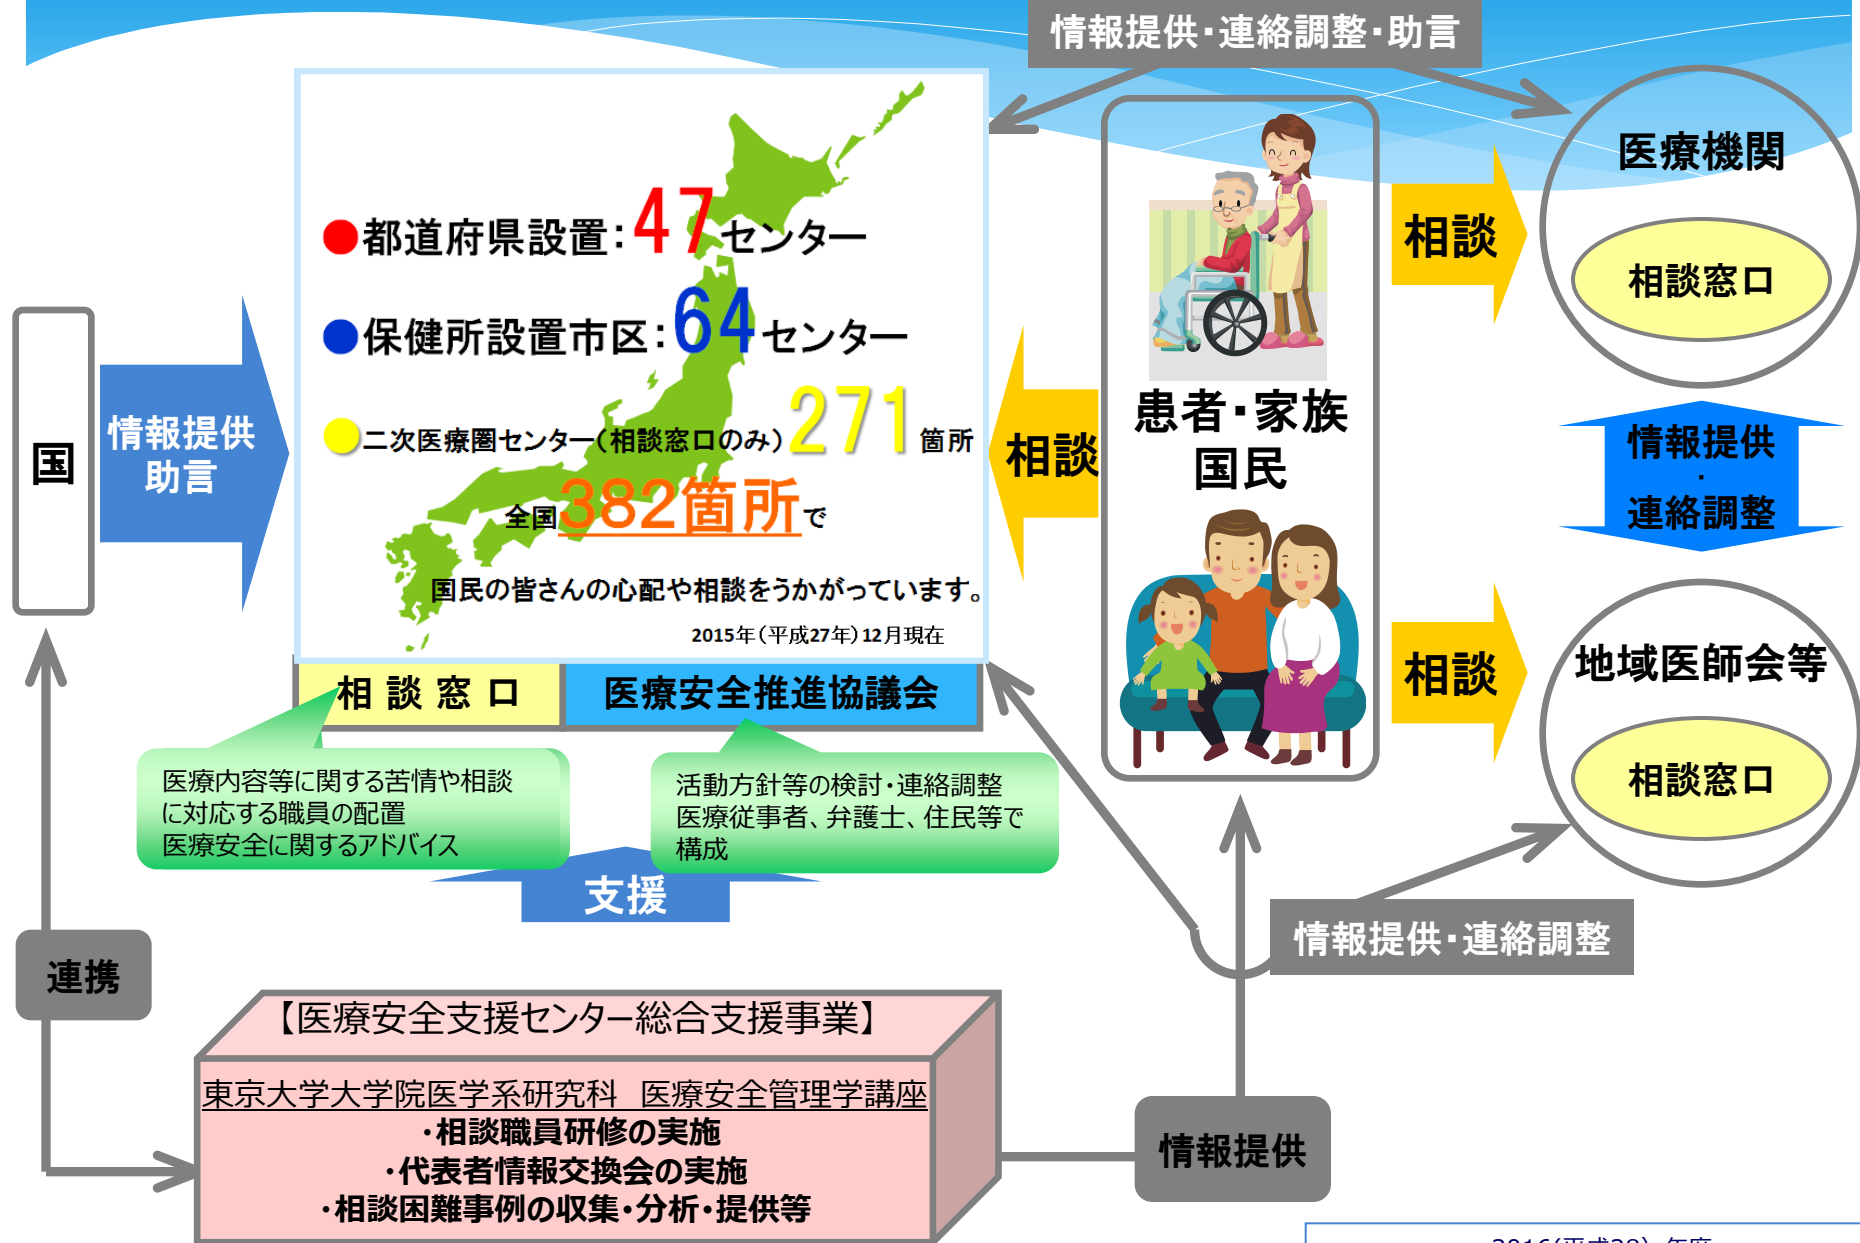 情報提供・連絡調整・助言
●都道府県設置：47センター
●保健所設置市区：64センター
●二次医療圏センター（相談窓口のみ）271箇所
全国382箇所で
国民の皆さんの心配や相談をうかがっています。
2015年（平成27年）12月現在
相談窓口
医療安全推進協議会
医療内容等に関する苦情や相談
に対応する職員の配置
医療安全に関するアドバイス
活動方針等の検討・連絡調整
医療従事者、弁護士、住民等で
構成
国
情報提供
助言
相談
患者・家族
国民
相談
医療機関
相談窓口
情報提供
・
連絡調整
相談
地域医師会等
相談窓口
支援
情報提供・連絡調整
連携
【医療安全支援センター総合支援事業】
東京大学大学院医学系研究科　医療安全管理学講座
・相談職員研修の実施
・代表者情報交換会の実施
・相談困難事例の収集・分析・提供等
情報提供
2016(平成28) 年度